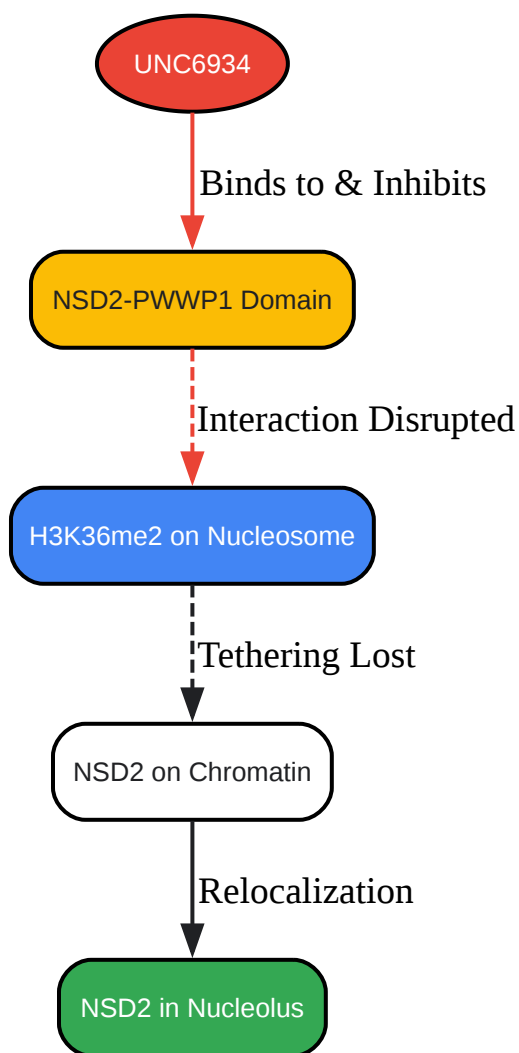 UNC6934
Binds to & Inhibits
NSD2-PWWP1 Domain
Interaction Disrupted
H3K36me2 on Nucleosome
Tethering Lost
NSD2 on Chromatin
Relocalization
NSD2 in Nucleolus